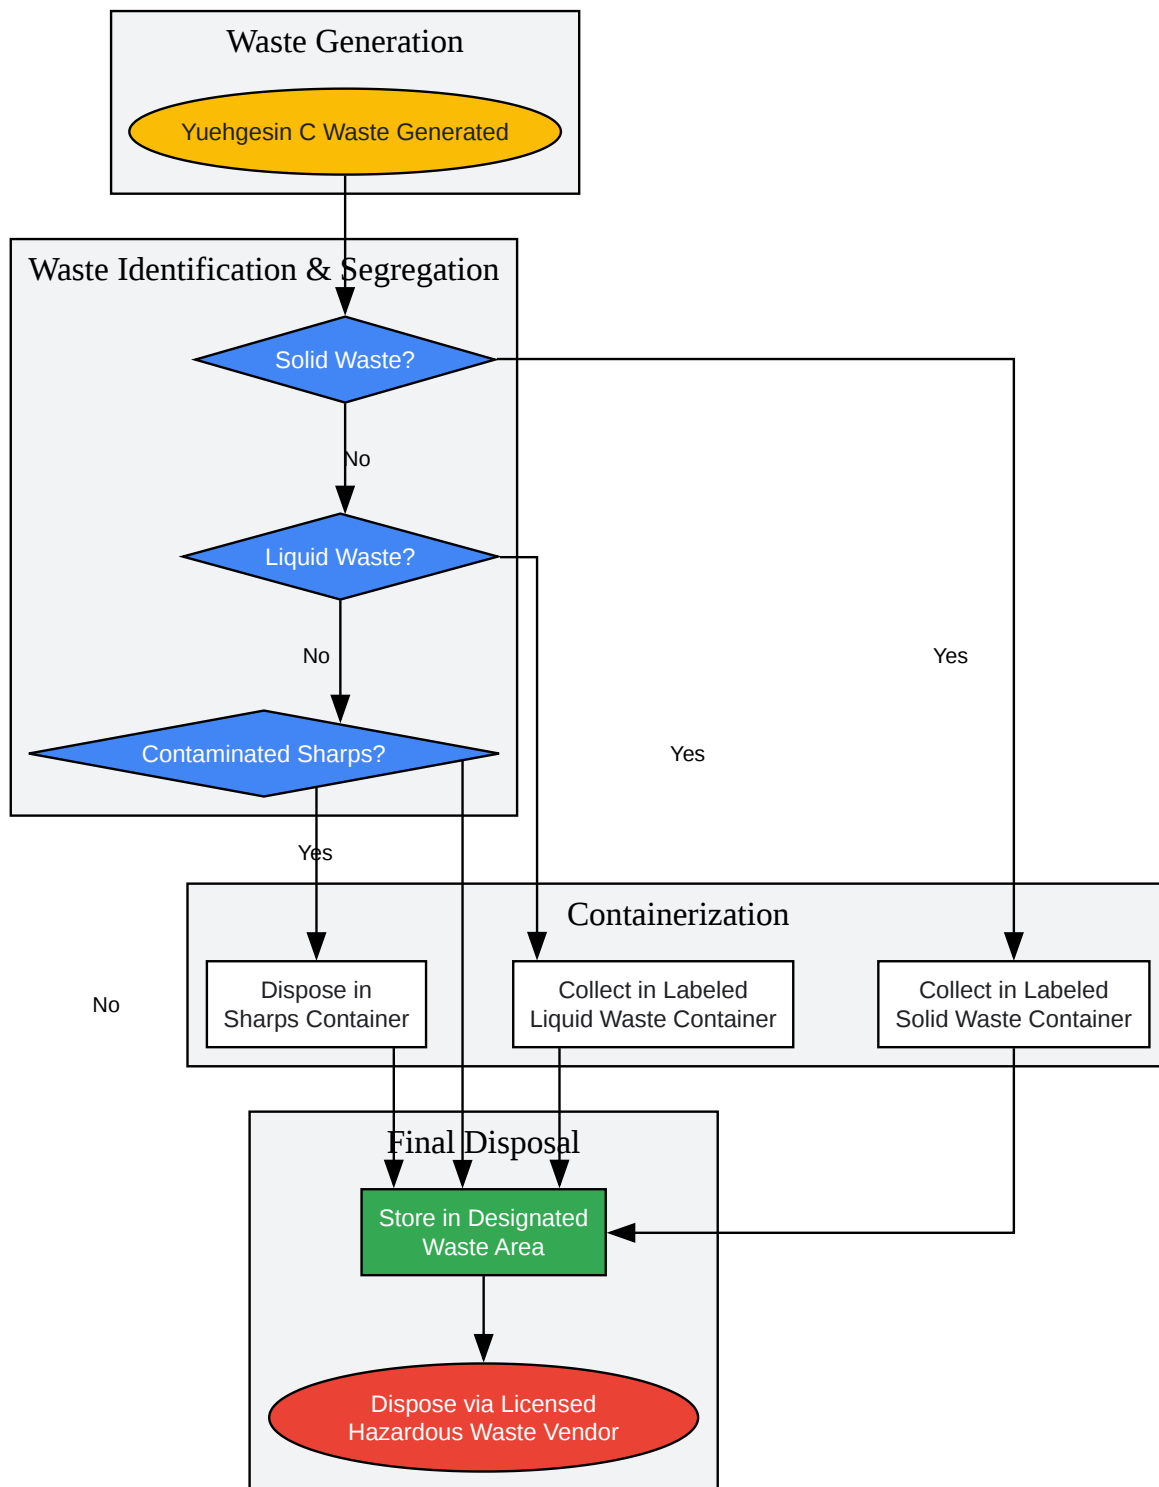 Waste Generation
Yuehgesin C Waste Generated
Waste Identification & Segregation
Solid Waste?
No
Liquid Waste?
No
Yes
Contaminated Sharps?
Yes
Yes
Containerization
Dispose in
Sharps Container
Collect in Labeled
Liquid Waste Container
Collect in Labeled
Solid Waste Container
No
Final Disposal
Store in Designated
Waste Area
Dispose via Licensed
Hazardous Waste Vendor